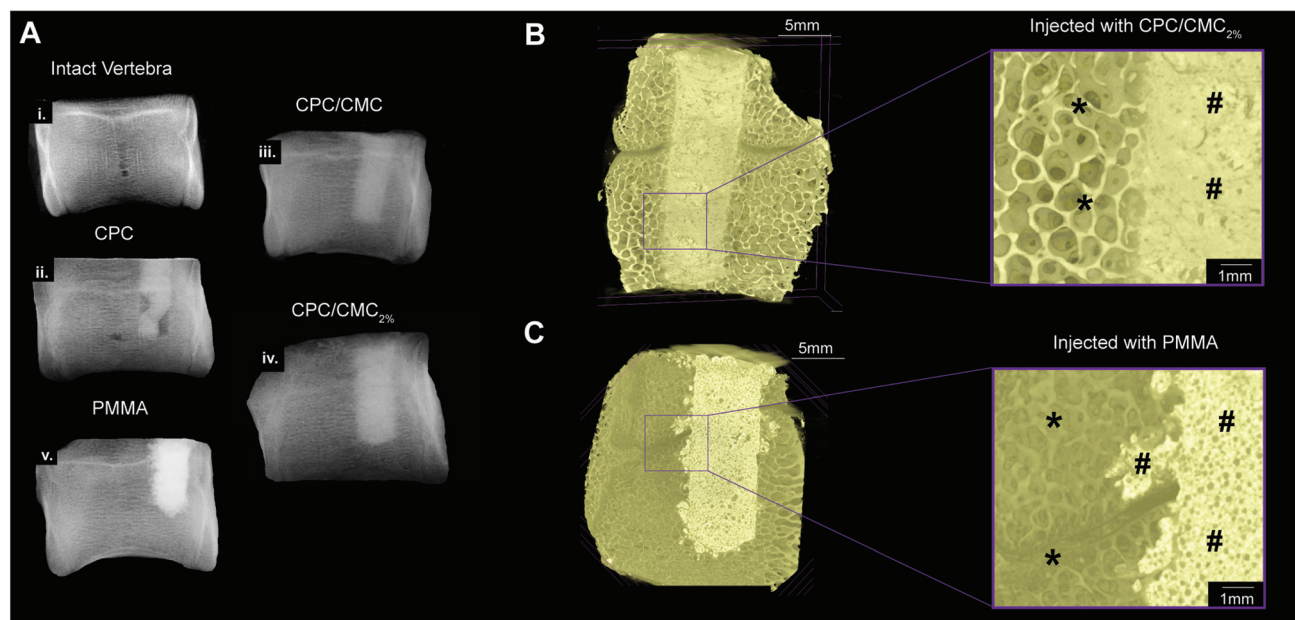 A
Intact Vertebra
i.
CPC
ii.
PMMA
v.
CPC/CMC
iii.
CPC/CMC2%
iv.
B
5mm
Injected with CPC/CMC2%
*
#
#
*
1mm
C
5mm
Injected with PMMA
*
#
#
#
*
1mm